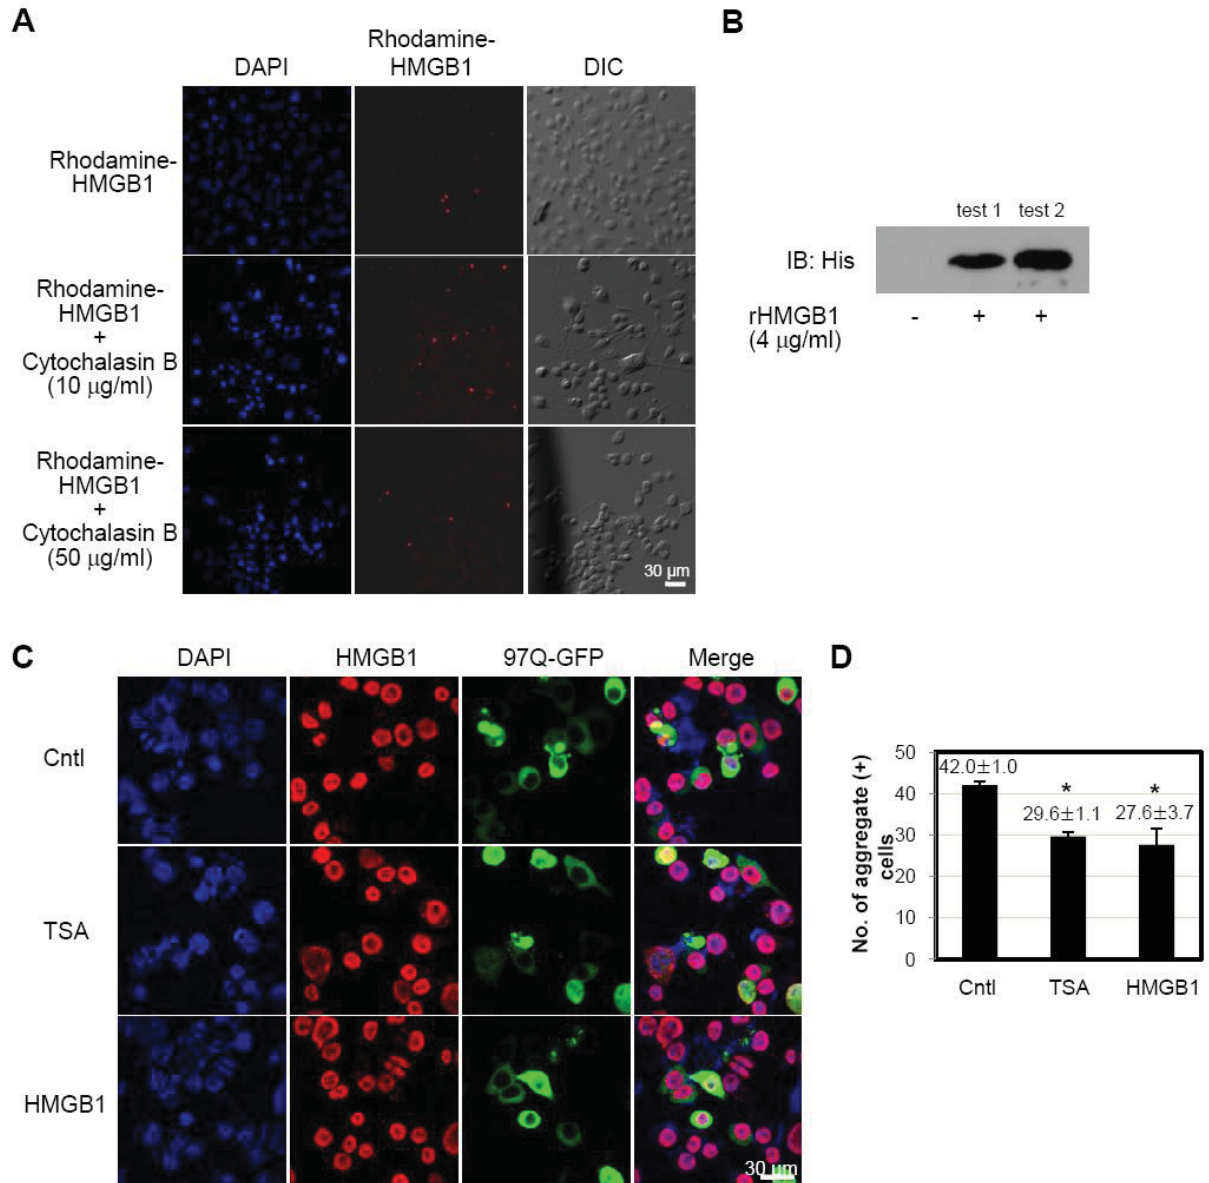 A
Rhodamine-
DAPI HMGB1 DIC
Rhodamine-
HMGB1
Rhodamine-
HMGB1
+
Cytochalasin B
(10 μg/ml)
Rhodamine-
HMGB1
+
Cytochalasin B
(50 μg/ml)
30 μm
B
test 1 test 2
IB: His
rHMGB1 - + +
(4 μg/ml)
C
DAPI HMGB1 97Q-GFP Merge
Cntl
TSA
HMGB1
30 μm
D
No. of aggregate (+)
cells
50
40
30
20
10
0
42.0±1.0
* *
29.6±1.1 27.6±3.7
Cntl TSA HMGB1